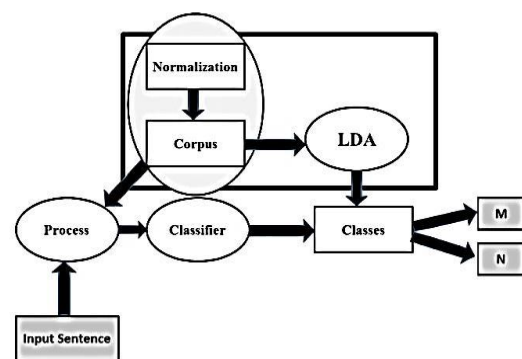 Normalization
Corpus
LDA
Process
Classifier
Classes
M
N
Input Sentence